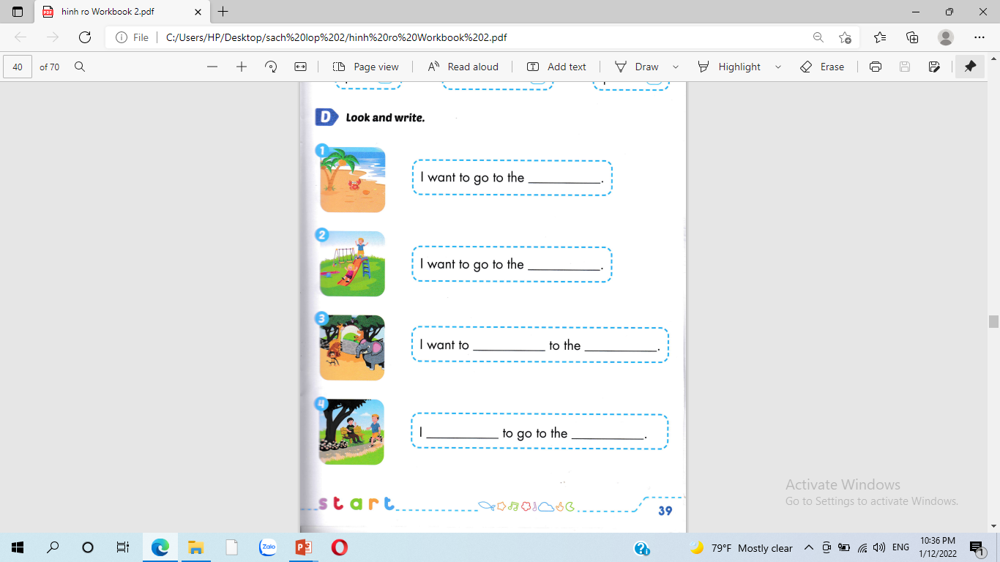 hinh ro Workbook 2.pdf
File
C:/Users/HP/Desktop/sach%20lop%202/hinh%20ro%20Workbook%202.pdf
40 of 70
Page view
Read aloud
Add text
Draw
Highlight
Erase
D Look and write.
1
I want to go to the __________.
2
I want to go to the __________.
3
I want to __________ to the __________.
4
I __________ to go to the __________.
start
39
Activate Windows
Go to Settings to activate Windows.
Zalo
79°F Mostly clear
ENG
10:36 PM
1/12/2022
1